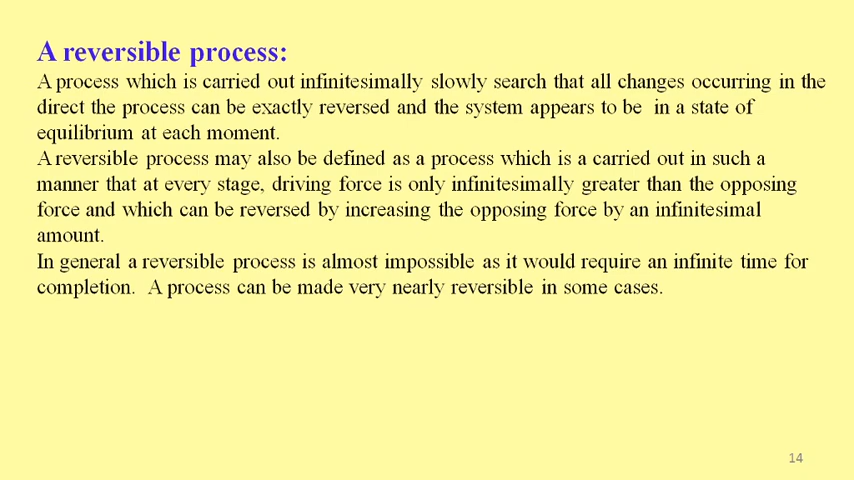 A reversible process:
A process which is carried out infinitesimally slowly search that all changes occurring in the
direct the process can be exactly reversed and the system appears to be in a state of
equilibrium at each moment.
A reversible process may also be defined as a process which is a carried out in such a
manner that at every stage, driving force is only infinitesimally greater than the opposing
force and which can be reversed by increasing the opposing force by an infinitesimal
amount.
In general a reversible process is almost impossible as it would require an infinite time for
completion. A process can be made very nearly reversible in some cases.
14